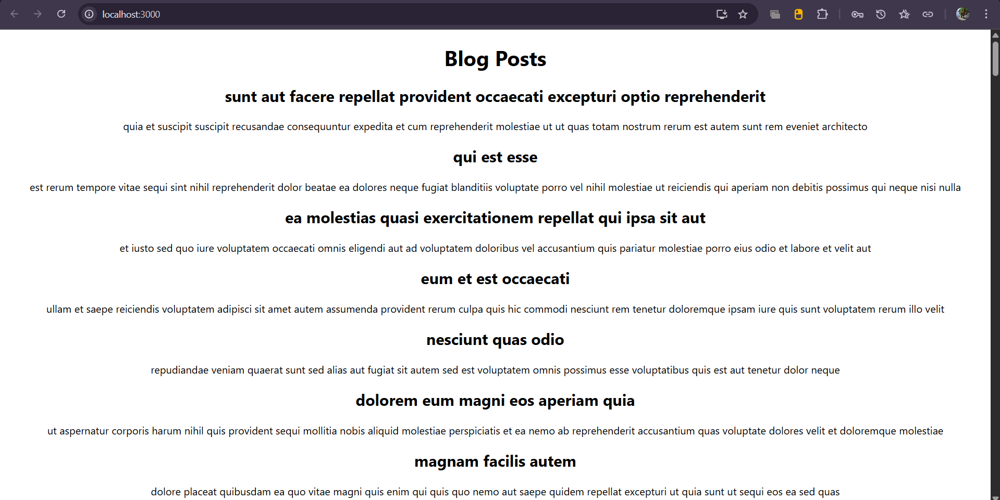 localhost:3000
Blog Posts
sunt aut facere repellat provident occaecati excepturi optio reprehenderit
quia et suscipit suscipit recusandae consequuntur expedita et cum reprehenderit molestiae ut ut quas totam nostrum rerum est autem sunt rem eveniet architecto
qui est esse
est rerum tempore vitae sequi sint nihil reprehenderit dolor beatae ea dolores neque fugiat blanditiis voluptate porro vel nihil molestiae ut reiciendis qui aperiam non debitis possimus qui neque nisi nulla
ea molestias quasi exercitationem repellat qui ipsa sit aut
et iusto sed quo iure voluptatem occaecati omnis eligendi aut ad voluptatem doloribus vel accusantium quis pariatur molestiae porro eius odio et labore et velit aut
eum et est occaecati
ullam et saepe reiciendis voluptatem adipisci sit amet autem assumenda provident rerum culpa quis hic commodi nesciunt rem tenetur doloremque ipsam iure quis sunt voluptatem rerum illo velit
nesciunt quas odio
repudiandae veniam quaerat sunt sed alias aut fugiat sit autem sed est voluptatem omnis possimus esse voluptatibus quis est aut tenetur dolor neque
dolorem eum magni eos aperiam quia
ut aspernatur corporis harum nihil quis provident sequi mollitia nobis aliquid molestiae perspiciatis et ea nemo ab reprehenderit accusantium quas voluptate dolores velit et doloremque molestiae
magnam facilis autem
dolore placeat quibusdam ea quo vitae magni quis enim qui quis quo nemo aut saepe quidem repellat excepturi ut quia sunt ut sequi eos ea sed quas